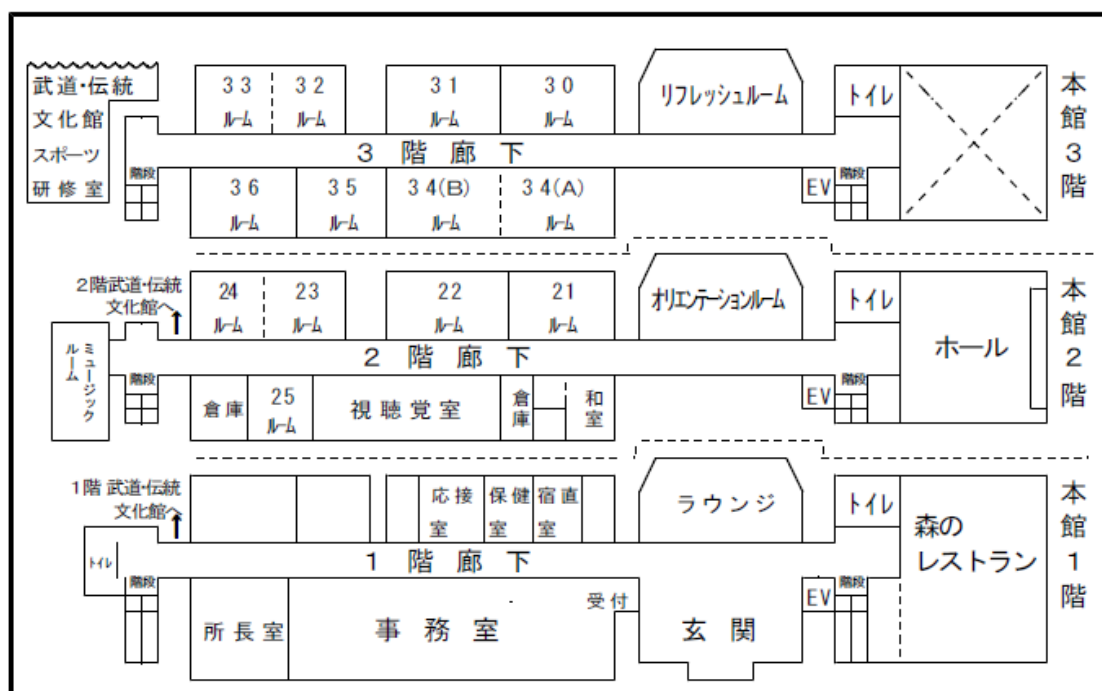 武道・伝統
文化館
スポーツ
研修室
階段
33 ルーム
32 ルーム
31 ルーム
30 ルーム
リフレッシュルーム
トイレ
3階廊下
36 ルーム
35 ルーム
34(B) ルーム
34(A) ルーム
EV
階段
本館3階
2階武道・伝統
文化館へ
ミュージック
ルーム
階段
24 ルーム
23 ルーム
22 ルーム
21 ルーム
オリエンテーションルーム
トイレ
2階廊下
倉庫
25 ルーム
視聴覚室
倉庫
和室
EV
階段
ホール
本館2階
1階 武道・伝統
文化館へ
トイレ
階段
応接室
保健室
宿直室
ラウンジ
トイレ
1階廊下
所長室
事務室
受付
玄関
EV
階段
森の
レストラン
本館1階